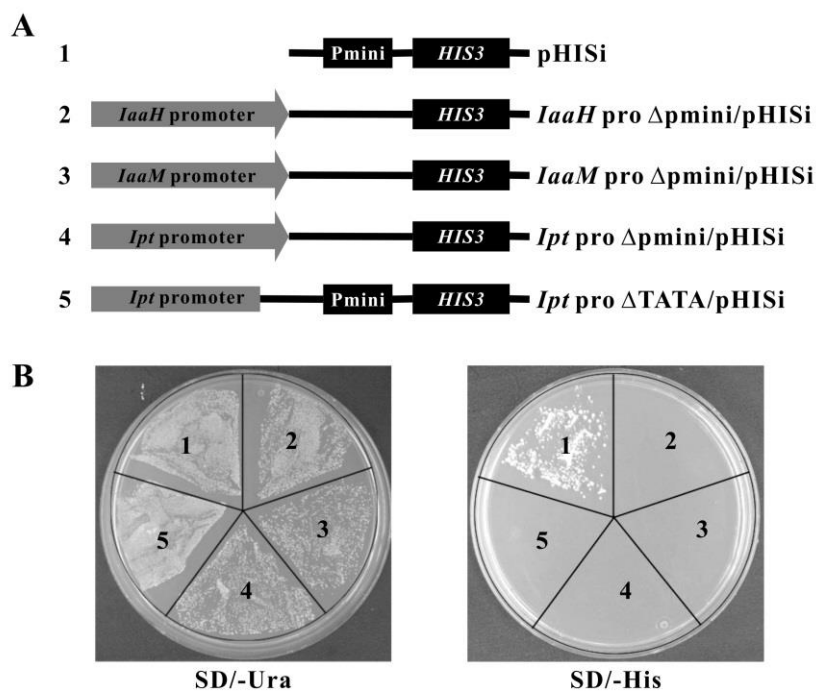 A
1 Pmini HIS3 pHISi
2 IaaH promoter HIS3 IaaH pro Δpmini/pHISi
3 IaaM promoter HIS3 IaaM pro Δpmini/pHISi
4 Ipt promoter HIS3 Ipt pro Δpmini/pHISi
5 Ipt promoter Pmini HIS3 Ipt pro ΔTATA/pHISi
B
1 2 3 4 5
1 2 3 4 5
SD/-Ura SD/-His